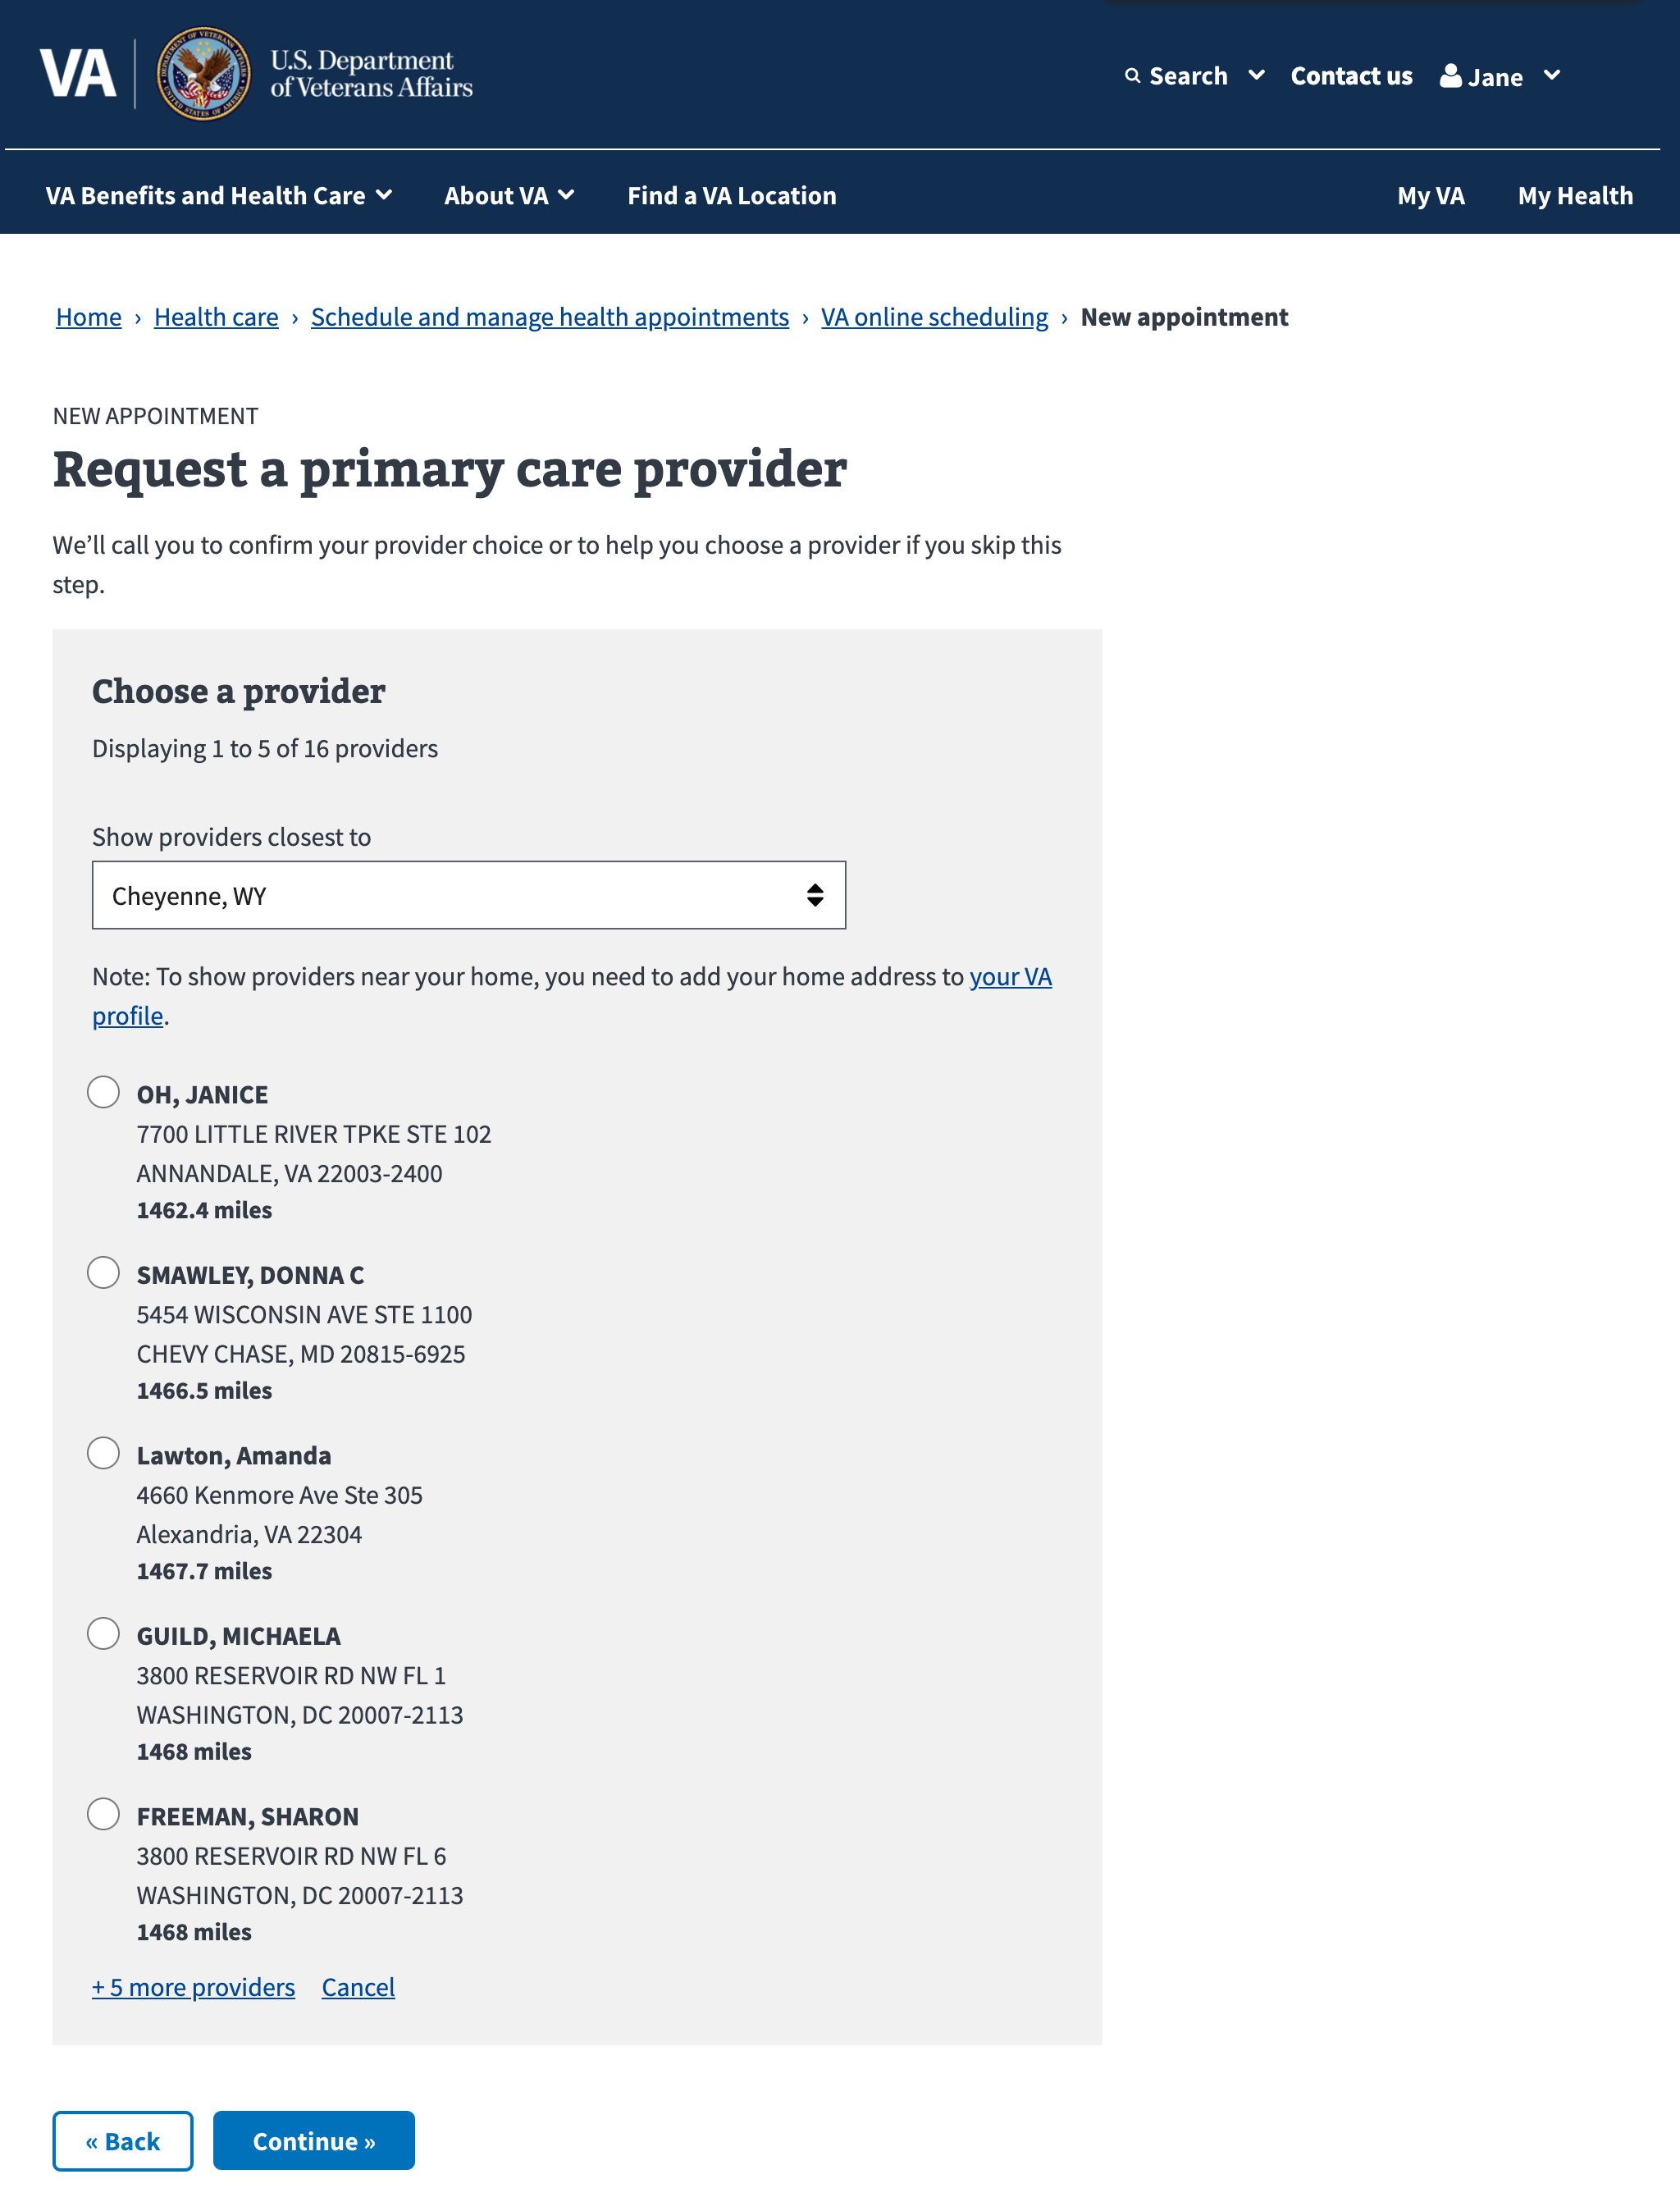 VA
U.S. Department
of Veterans Affairs
Search
Contact us
Jane
VA Benefits and Health Care
About VA
Find a VA Location
My VA
My Health
Home › Health care › Schedule and manage health appointments › VA online scheduling › New appointment
NEW APPOINTMENT
Request a primary care provider
We’ll call you to confirm your provider choice or to help you choose a provider if you skip this
step.
Choose a provider
Displaying 1 to 5 of 16 providers
Show providers closest to
Cheyenne, WY
Note: To show providers near your home, you need to add your home address to your VA
profile.
OH, JANICE
7700 LITTLE RIVER TPKE STE 102
ANNANDALE, VA 22003-2400
1462.4 miles
SMAWLEY, DONNA C
5454 WISCONSIN AVE STE 1100
CHEVY CHASE, MD 20815-6925
1466.5 miles
Lawton, Amanda
4660 Kenmore Ave Ste 305
Alexandria, VA 22304
1467.7 miles
GUILD, MICHAELA
3800 RESERVOIR RD NW FL 1
WASHINGTON, DC 20007-2113
1468 miles
FREEMAN, SHARON
3800 RESERVOIR RD NW FL 6
WASHINGTON, DC 20007-2113
1468 miles
+ 5 more providers
Cancel
« Back
Continue »